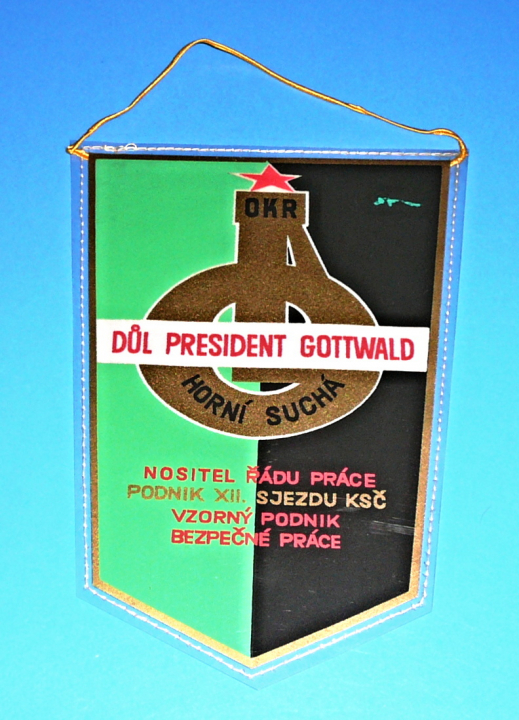 OKR
DŮL PRESIDENT GOTTWALD
HORNÍ SUCHÁ
NOSITEL ŘÁDU PRÁCE
PODNIK XII. SJEZDU KSČ
VZORNÝ PODNIK
BEZPEČNÉ PRÁCE